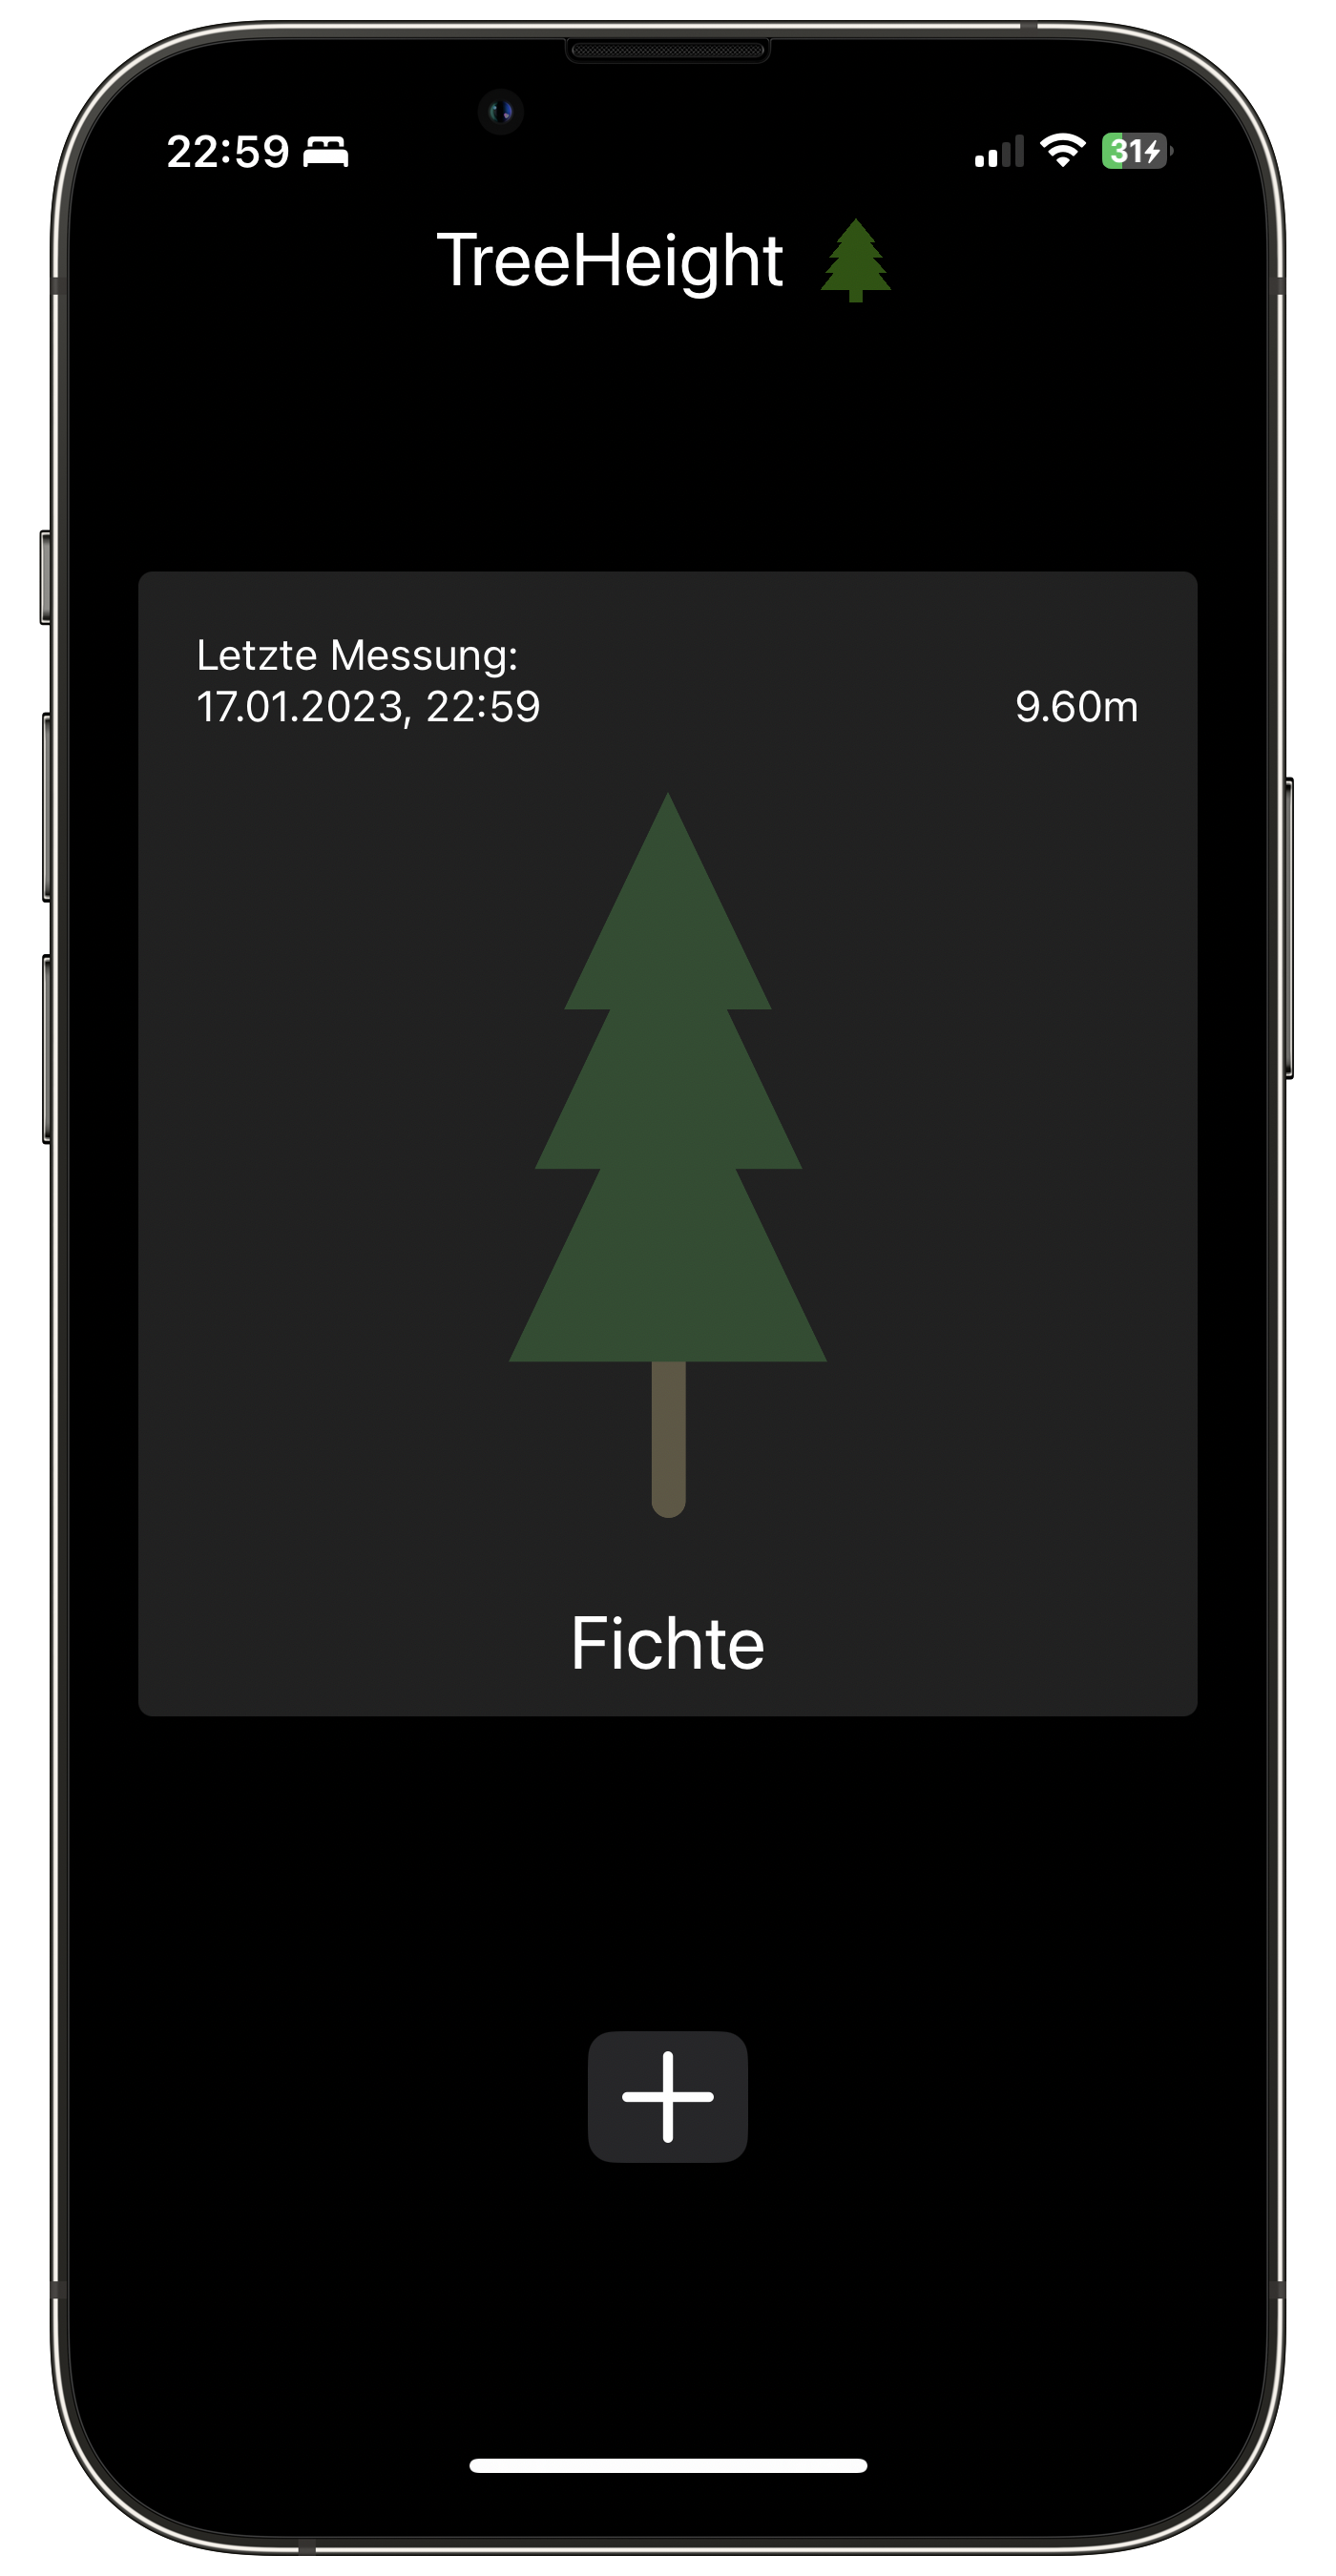 22:59
31
TreeHeight
Letzte Messung:
17.01.2023, 22:59
9.60m
Fichte